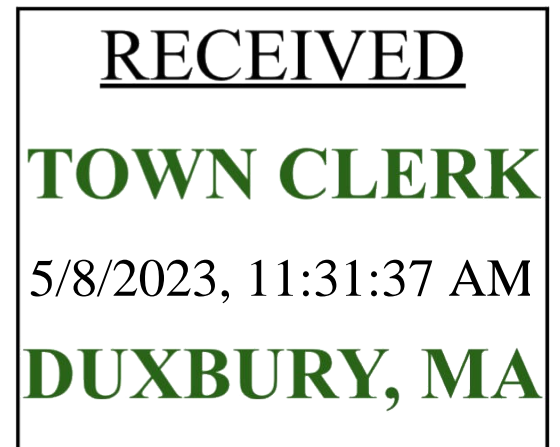 RECEIVED
TOWN CLERK
5/8/2023, 11:31:37 AM
DUXBURY, MA